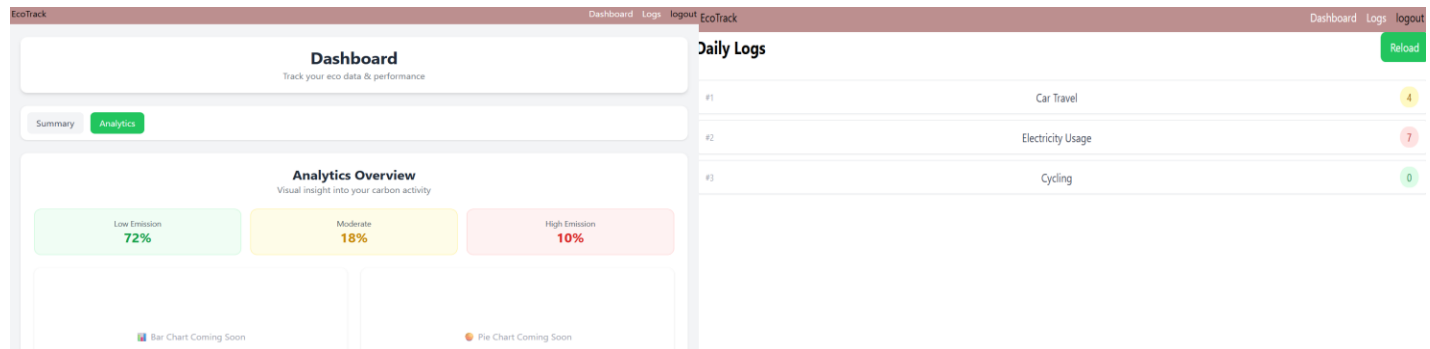 EcoTrack Dashboard Logs logout
Dashboard
Track your eco data & performance
Summary Analytics
Analytics Overview
Visual insight into your carbon activity
Low Emission Moderate High Emission
72% 18% 10%
Bar Chart Coming Soon Pie Chart Coming Soon
EcoTrack Dashboard Logs logout
Daily Logs Reload
#1 Car Travel 4
#2 Electricity Usage 7
#3 Cycling 0